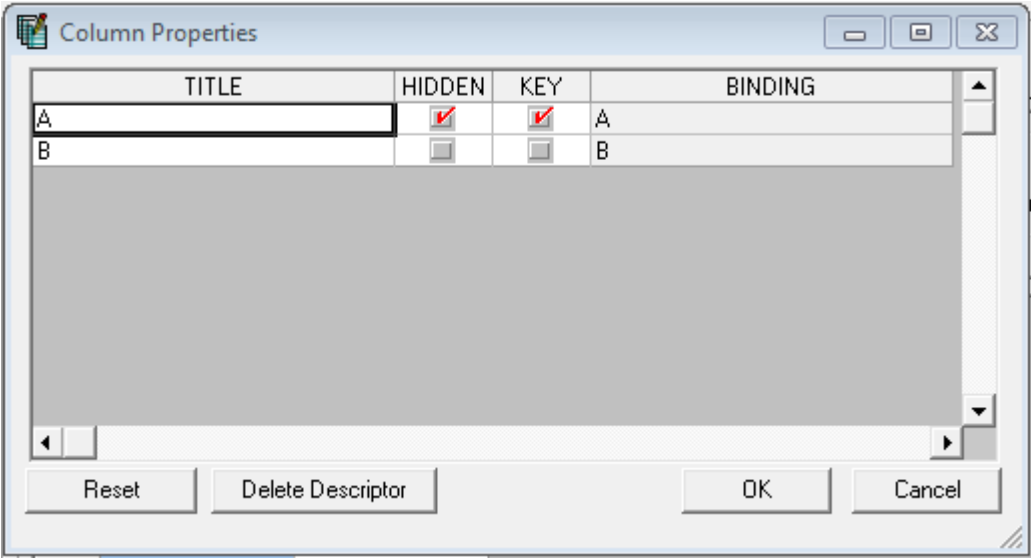 Column Properties
TITLE HIDDEN KEY BINDING
A A
B B
Reset Delete Descriptor OK Cancel